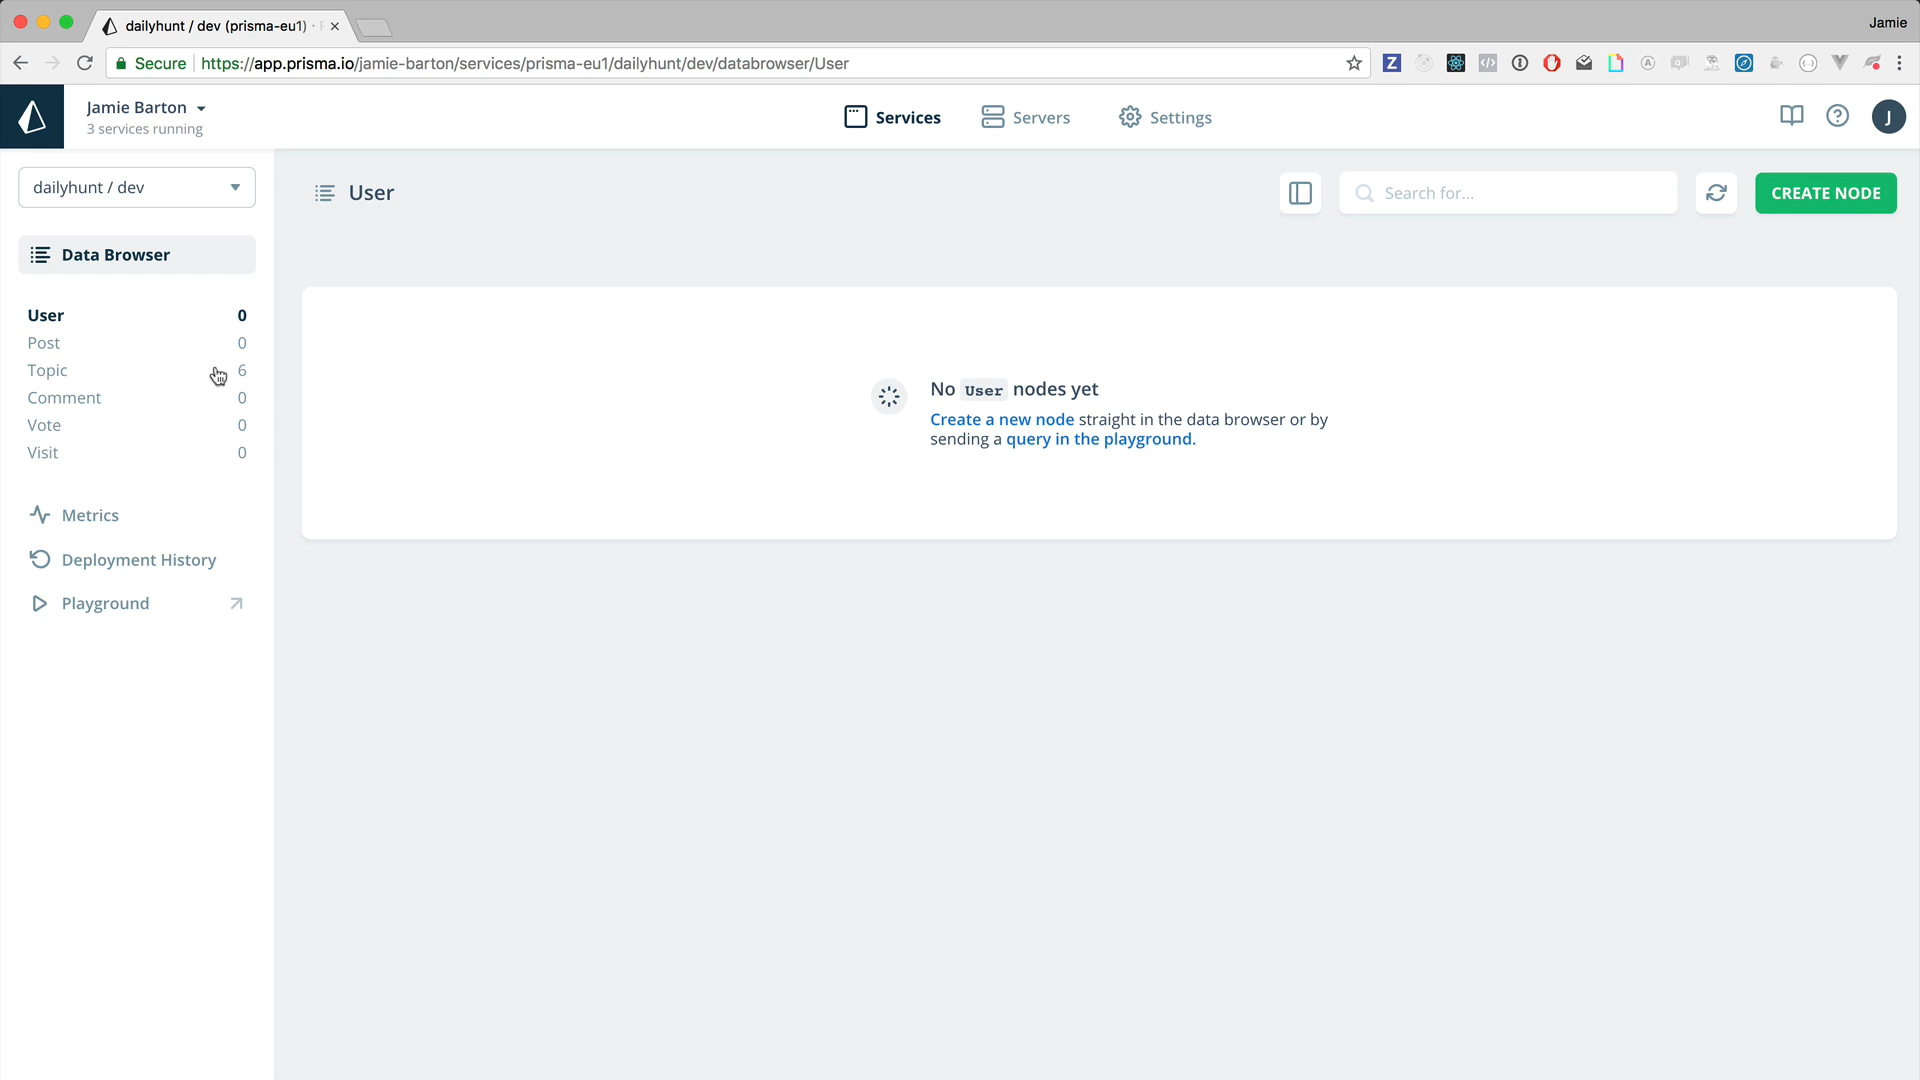 dailyhunt / dev (prisma-eu1) ·
Jamie
Secure
https://app.prisma.io/jamie-barton/services/prisma-eu1/dailyhunt/dev/databrowser/User
Jamie Barton
3 services running
Services
Servers
Settings
J
dailyhunt / dev
User
Search for...
CREATE NODE
Data Browser
User 0
Post 0
Topic 6
Comment 0
Vote 0
Visit 0
No User nodes yet
Create a new node straight in the data browser or by
sending a query in the playground.
Metrics
Deployment History
Playground